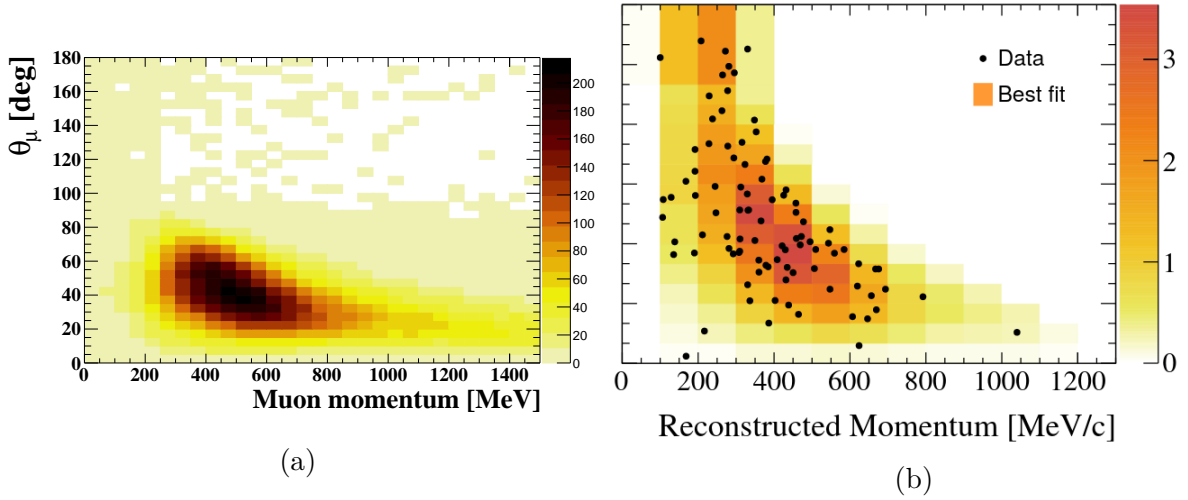 θμ [deg]
180
160
140
120
100
80
60
40
20
0
0 200 400 600 800 1000 1200 1400
Muon momentum [MeV]
200
180
160
140
120
100
80
60
40
20
0
(a)
Data
Best fit
3
2
1
0
0 200 400 600 800 1000 1200
Reconstructed Momentum [MeV/c]
(b)